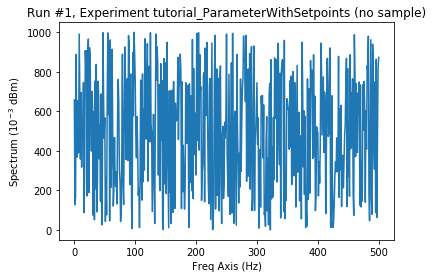 Run #1, Experiment tutorial_ParameterWithSetpoints (no sample)
1000
800
600
400
200
0
Spectrum (10⁻³ dBm)
0 100 200 300 400 500
Freq Axis (Hz)